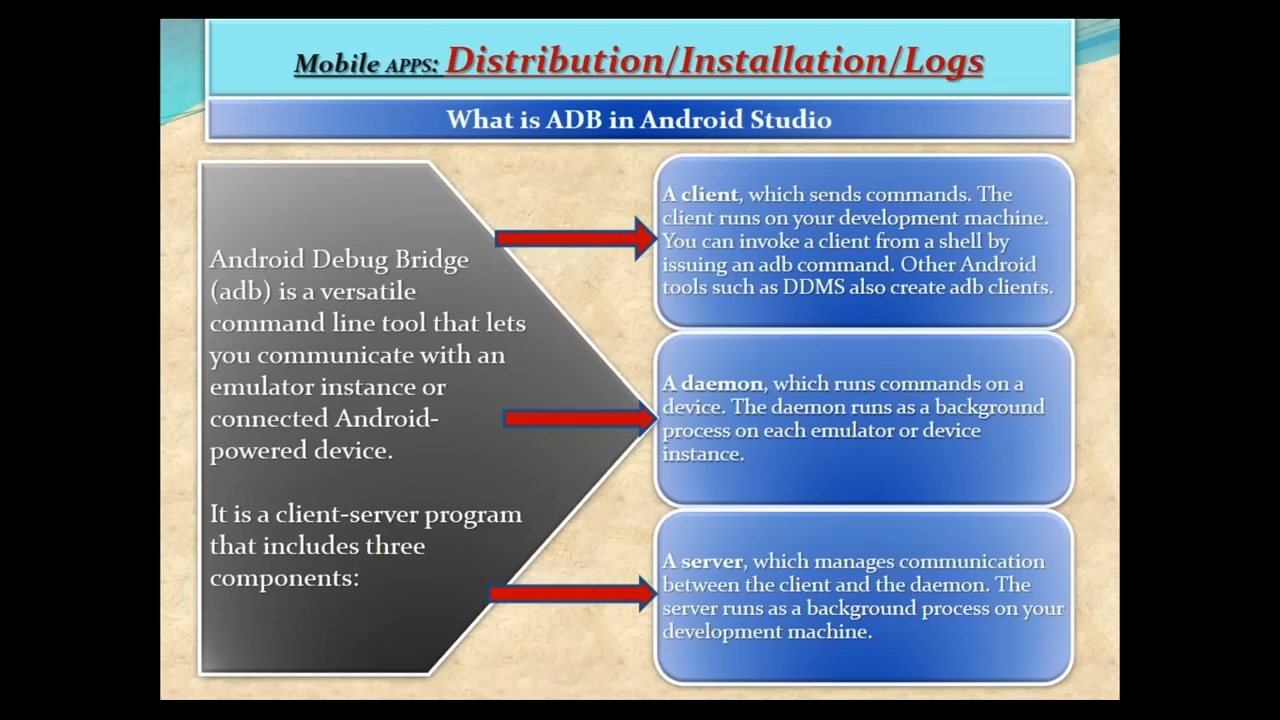 Mobile APPS: Distribution/Installation/Logs
What is ADB in Android Studio
Android Debug Bridge
(adb) is a versatile
command line tool that lets
you communicate with an
emulator instance or
connected Android-
powered device.
It is a client-server program
that includes three
components:
A client, which sends commands. The
client runs on your development machine.
You can invoke a client from a shell by
issuing an adb command. Other Android
tools such as DDMS also create adb clients.
A daemon, which runs commands on a
device. The daemon runs as a background
process on each emulator or device
instance.
A server, which manages communication
between the client and the daemon. The
server runs as a background process on your
development machine.